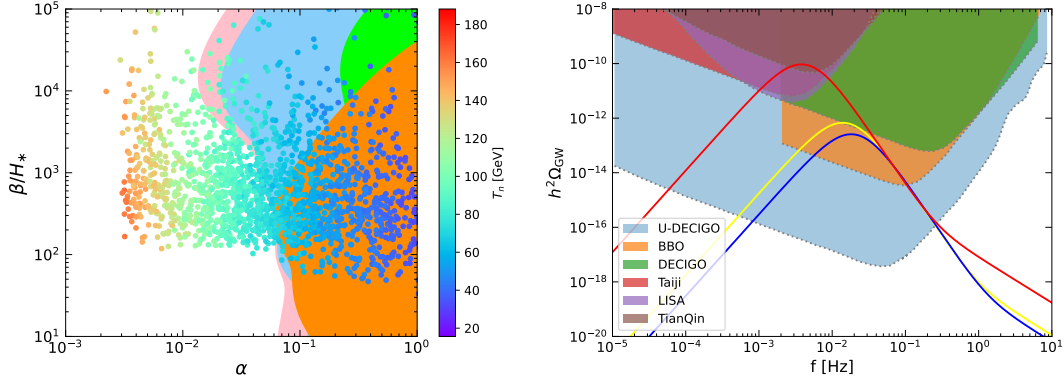 10^5
10^4
10^3
10^2
10^1
β/H_*
10^−3
10^−2
10^−1
10^0
α
180
160
140
120
100
80
60
40
20
T_n [GeV]
10^−8
10^−10
10^−12
10^−14
10^−16
10^−18
10^−20
h^2Ω_GW
U-DECIGO
BBO
DECIGO
Taiji
LISA
TianQin
10^−5
10^−4
10^−3
10^−2
10^−1
10^0
10^1
f [Hz]